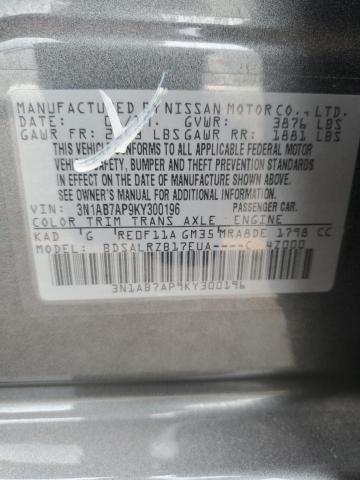 MANUFACTURED BY NISSAN MOTOR CO., LTD.
DATE: GVWR: 3876 LBS
GAWR FR: LBS GAWR RR: 1881 LBS
THIS VEHICLE CONFORMS TO ALL APPLICABLE FEDERAL MOTOR
VEHICLE SAFETY, BUMPER AND THEFT PREVENTION STANDARDS
IN EFFECT ON THE DATE OF MANUFACTURE SHOWN ABOVE.
SEE OWNER'S MANUAL FOR ADDITIONAL INFORMATION
VIN: 3N1AB7AP9KY300196 PASSENGER CAR.
COLOR TRIM TRANS AXLE ENGINE
KAD G RE0F11A GM35 MRA8DE 1798 CC
MODEL: BDSALRZB17EUA----C 47000
3N1AB7AP9KY300196